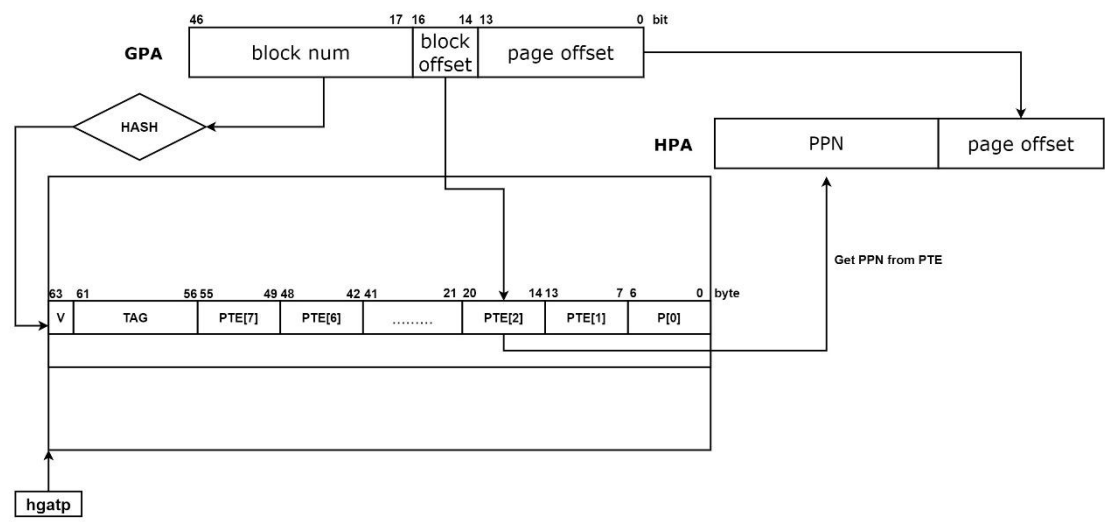 46 17 16 14 13 0 bit
GPA
block num
block
offset
page offset
HASH
HPA
PPN
page offset
Get PPN from PTE
63 61 56 55 49 48 42 41 21 20 14 13 7 6 0 byte
V TAG PTE[7] PTE[6] ......... PTE[2] PTE[1] P[0]
hgatp